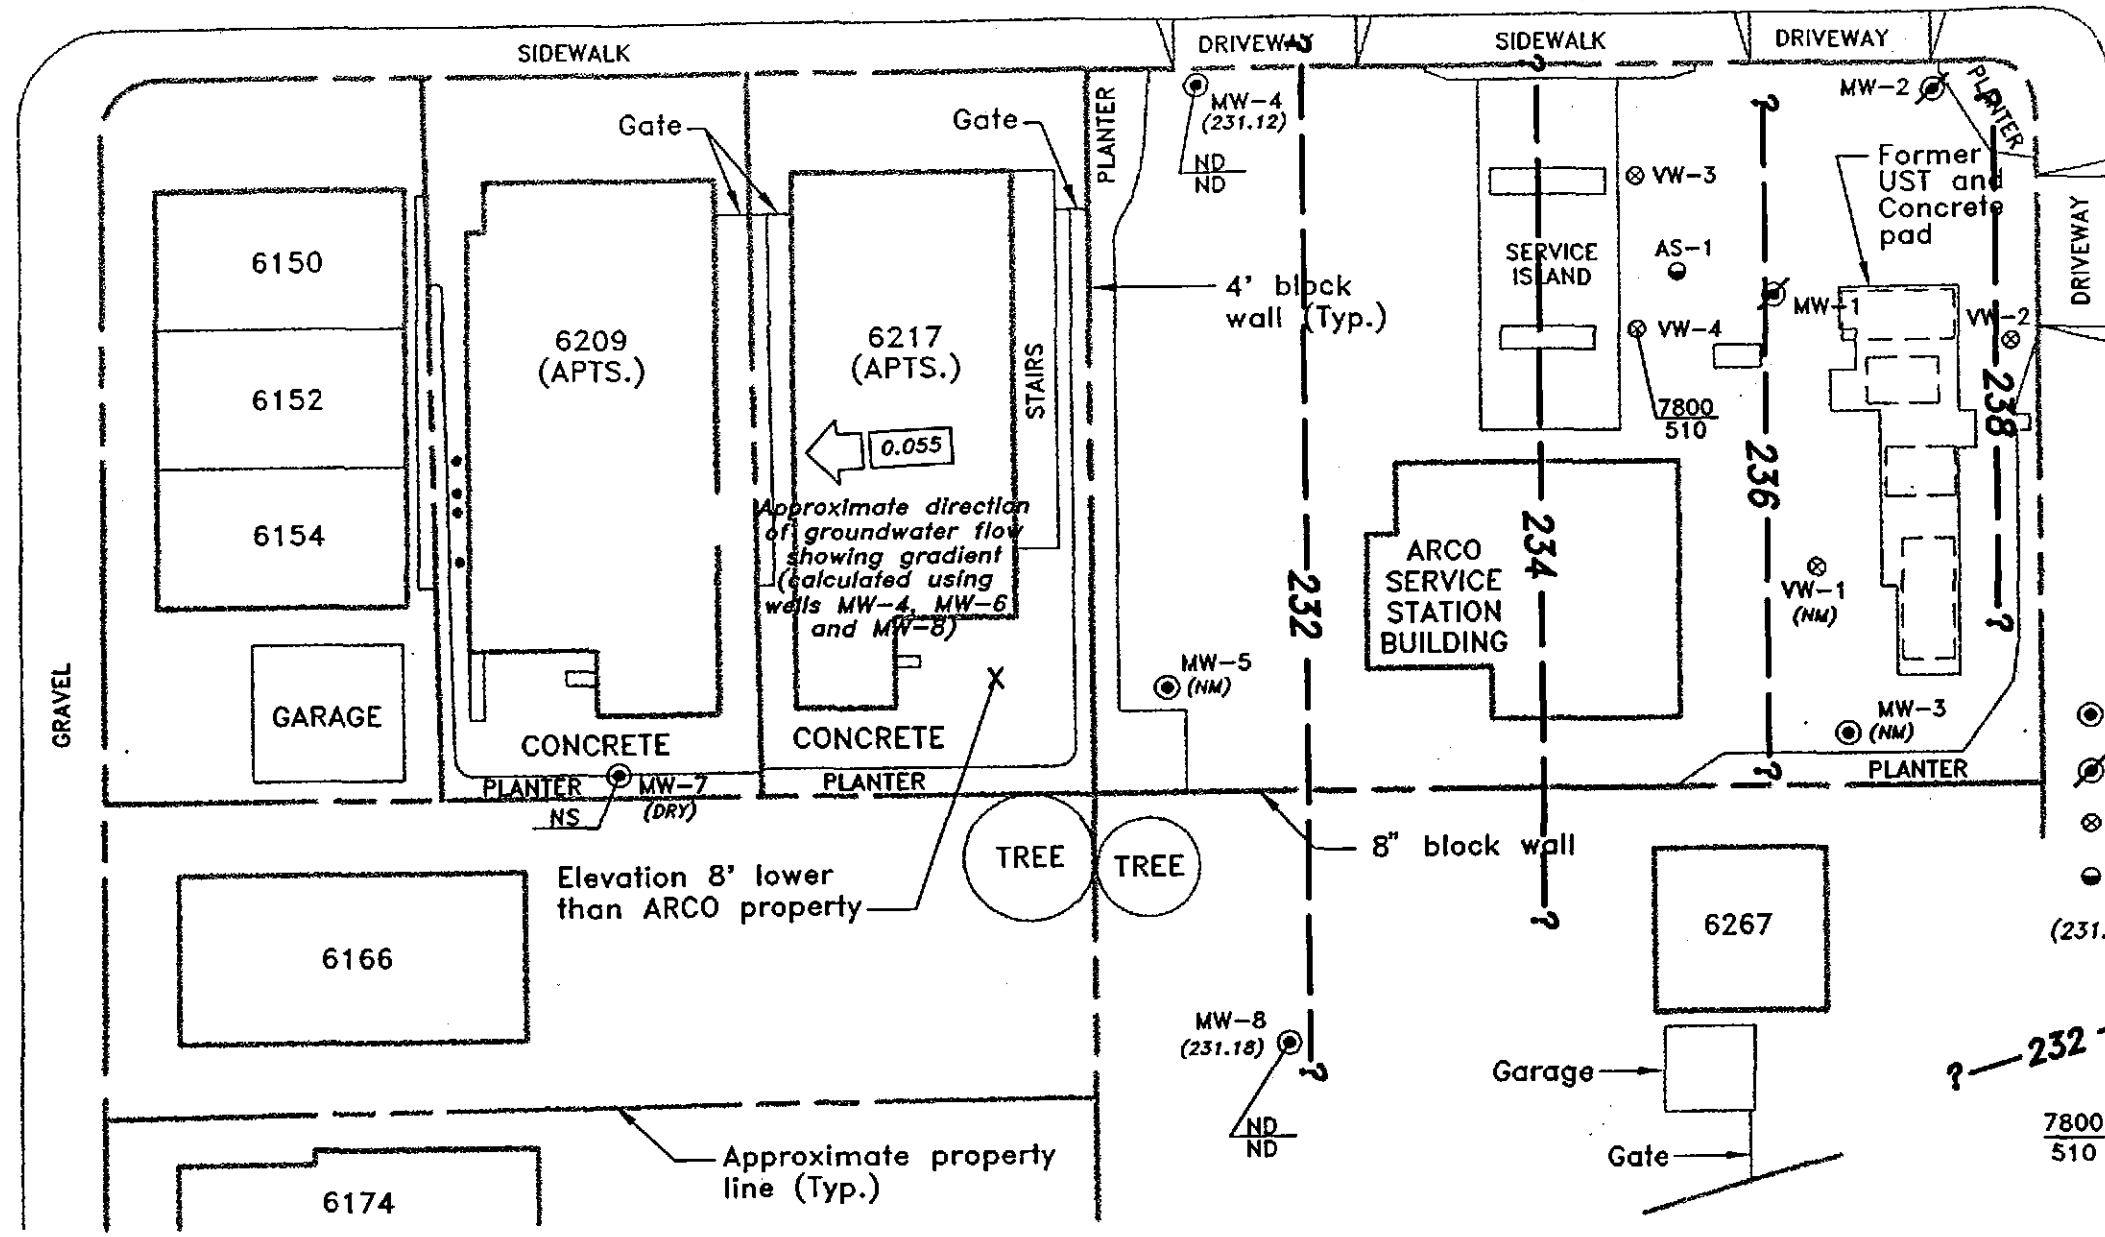 SIDEWALK
DRIVEWAY
SIDEWALK
DRIVEWAY
?
?
?
?
PLANTER
MW-2
MW-4
(231.12)
ND
ND
Gate
Gate
PLANTER
VW-3
Former
UST and
Concrete
pad
DRIVEWAY
6150
6152
6154
6209
(APTS.)
6217
(APTS.)
STAIRS
4' block
wall (Typ.)
SERVICE
ISLAND
AS-1
MW-1
VW-2
VW-4
7800
510
0.055
Approximate direction
of groundwater flow
showing gradient
(calculated using
wells MW-4, MW-6
and MW-8)
232
234
236
238
ARCO
SERVICE
STATION
BUILDING
VW-1
(NM)
?
MW-5
(NM)
MW-3
(NM)
GRAVEL
GARAGE
X
CONCRETE
CONCRETE
PLANTER
MW-7
(DRY)
NS
PLANTER
?
PLANTER
TREE
TREE
8" block wall
Elevation 8' lower
than ARCO property
?
6267
(231.
6166
MW-8
(231.18)
?
ND
ND
Garage
? 232
7800
510
Gate
Approximate property
line (Typ.)
6174